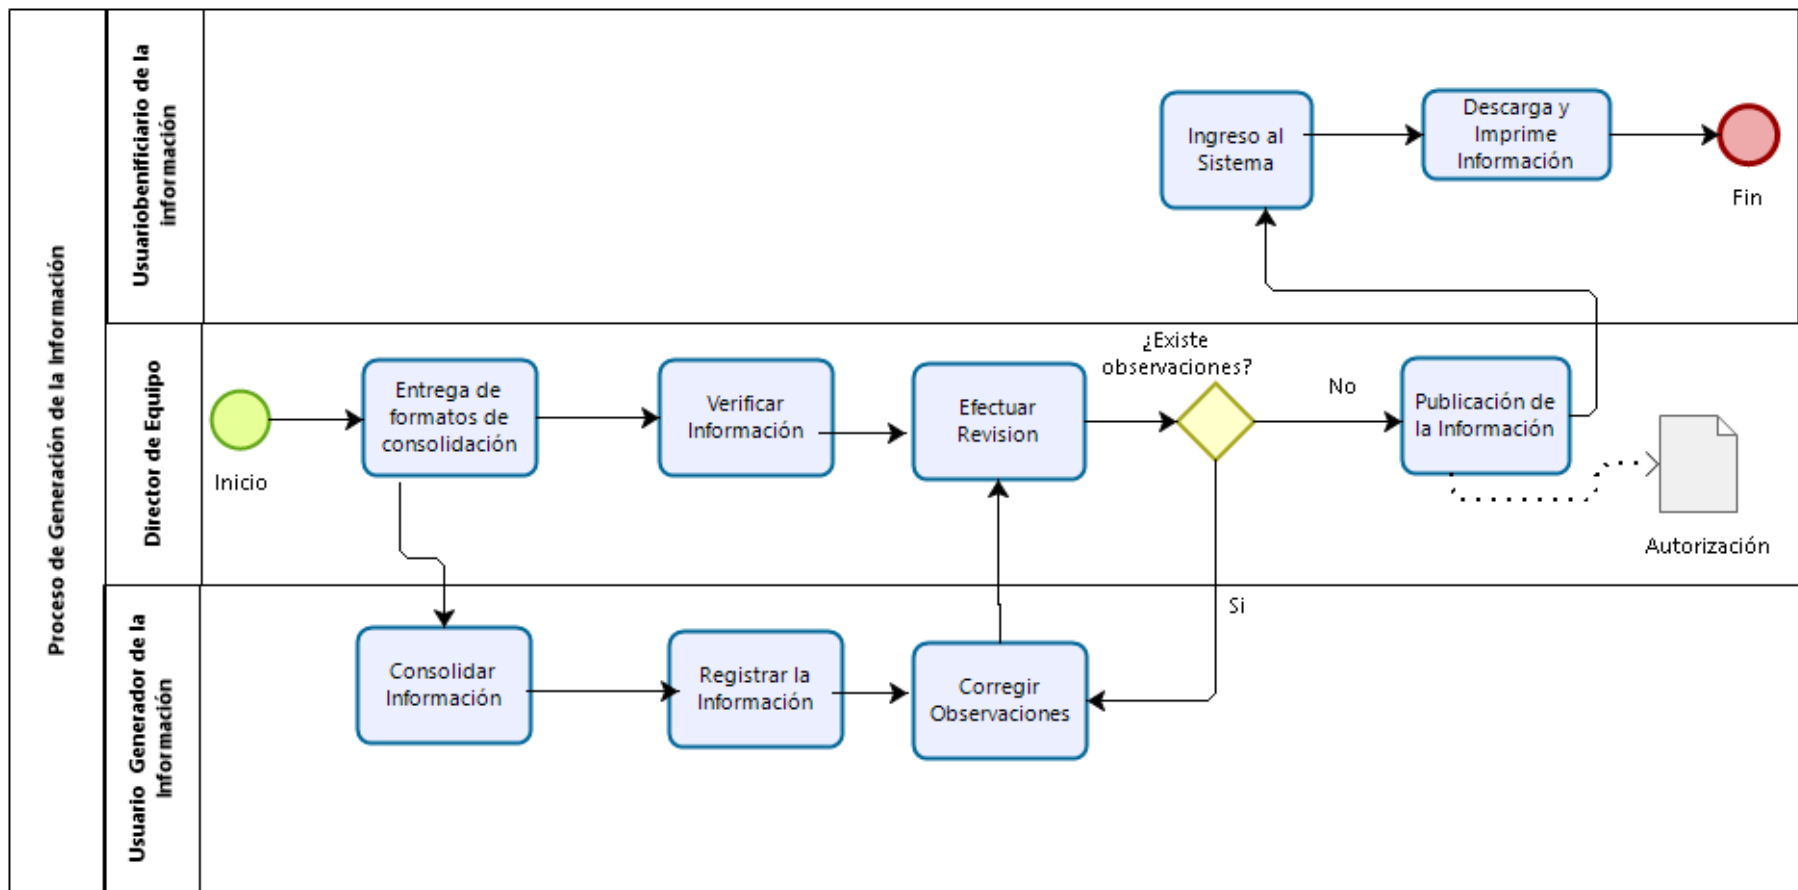 Proceso de Generación de la Información
Usuariobenificiario de la
información
Ingreso al
Sistema
Descarga y
Imprime
Información
Fin
Director de Equipo
Inicio
Entrega de
formatos de
consolidación
Verificar
Información
Efectuar
Revision
¿Existe
observaciones?
No
Si
Publicación de
la Información
Autorización
Usuario Generador de la
Información
Consolidar
Información
Registrar la
Información
Corregir
Observaciones